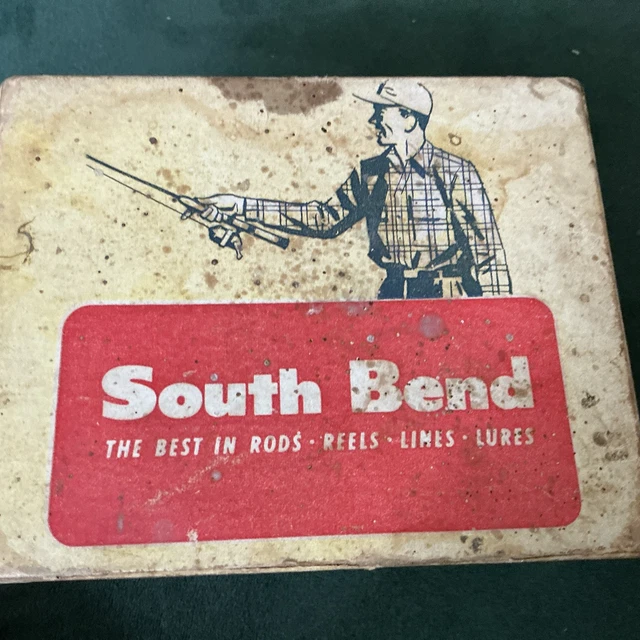 South Bend
THE BEST IN RODS · REELS · LINES · LURES